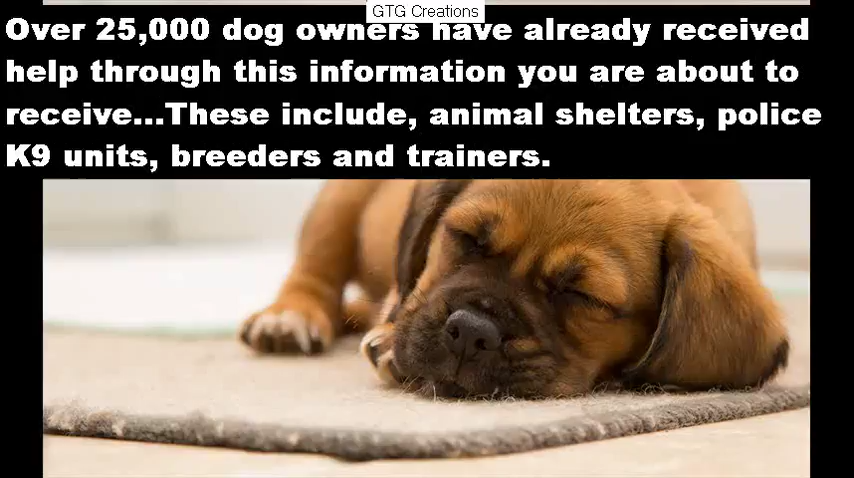 GTG Creations
Over 25,000 dog owners have already received
help through this information you are about to
receive...These include, animal shelters, police
K9 units, breeders and trainers.